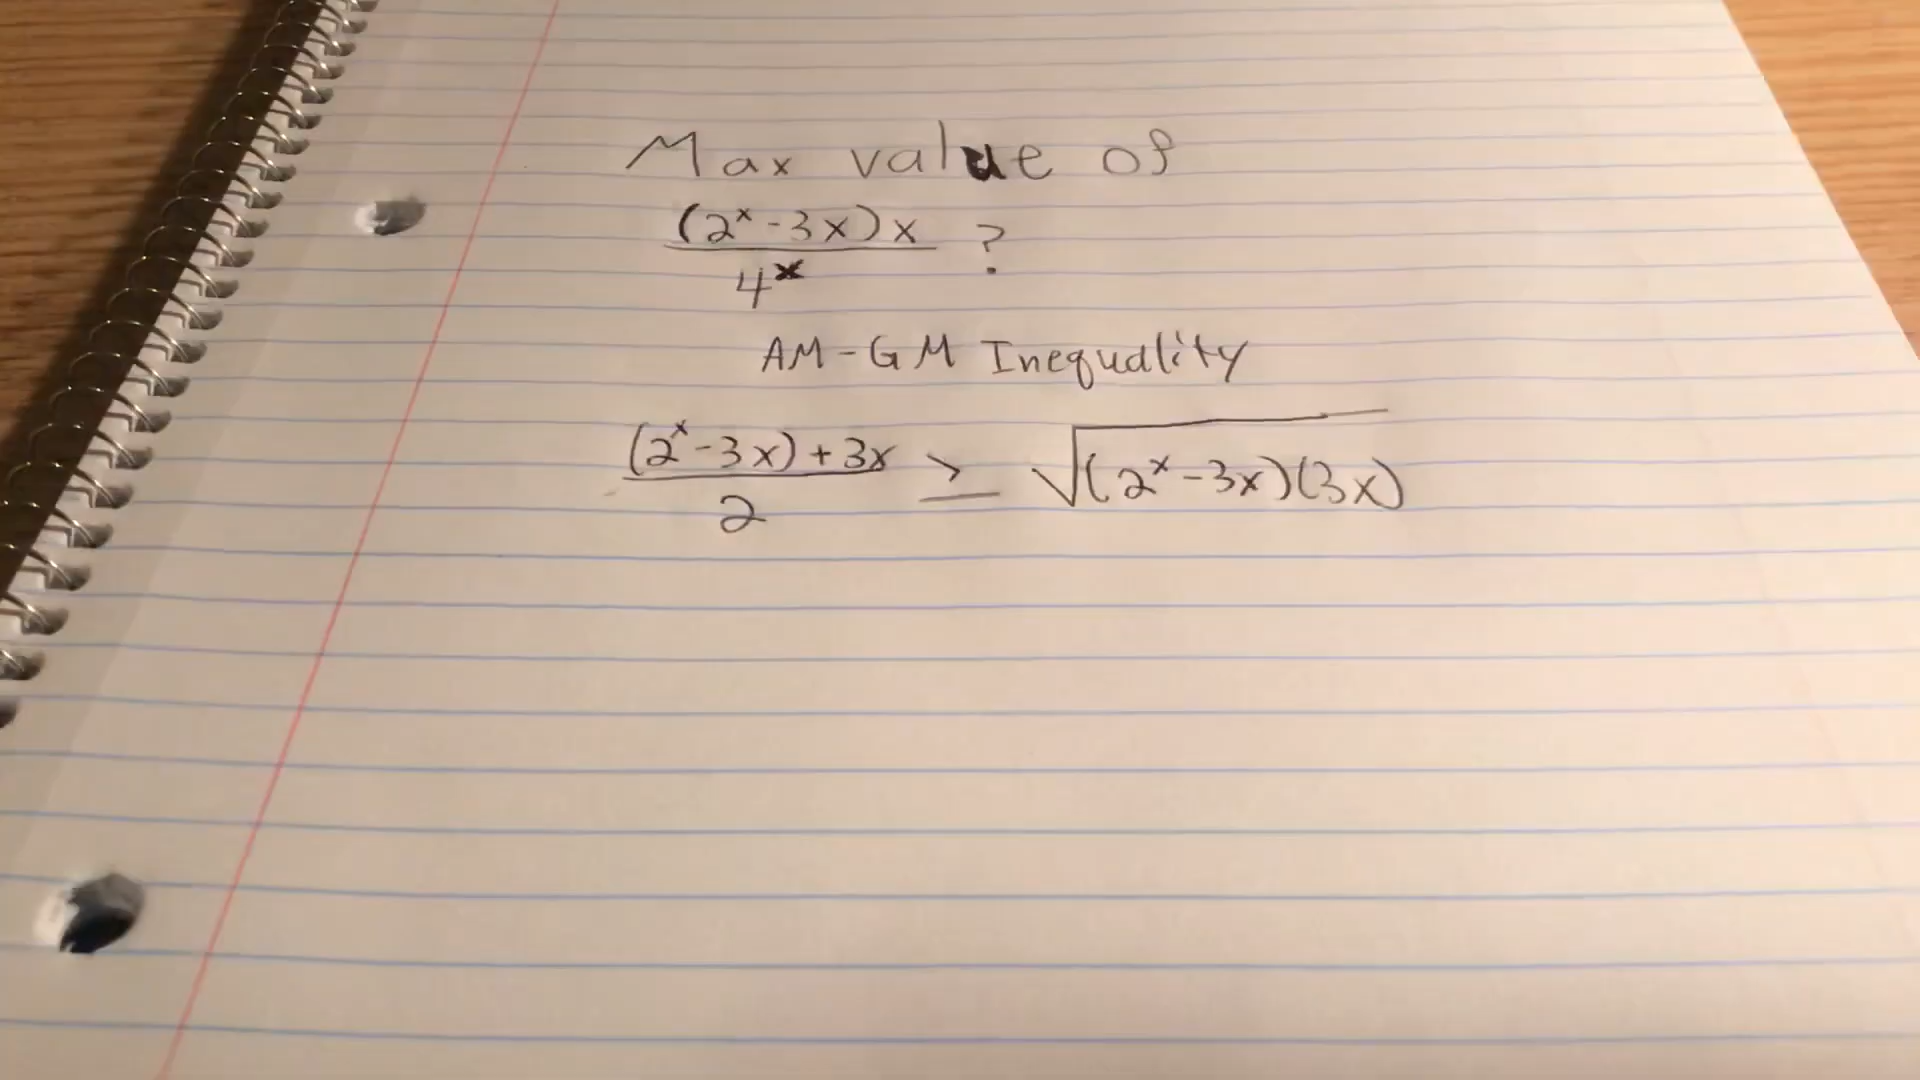 Max value of
(2^x - 3x)x / 4^x ?
AM-GM Inequality
((2^x - 3x) + 3x) / 2 ≥ √((2^x - 3x)(3x))